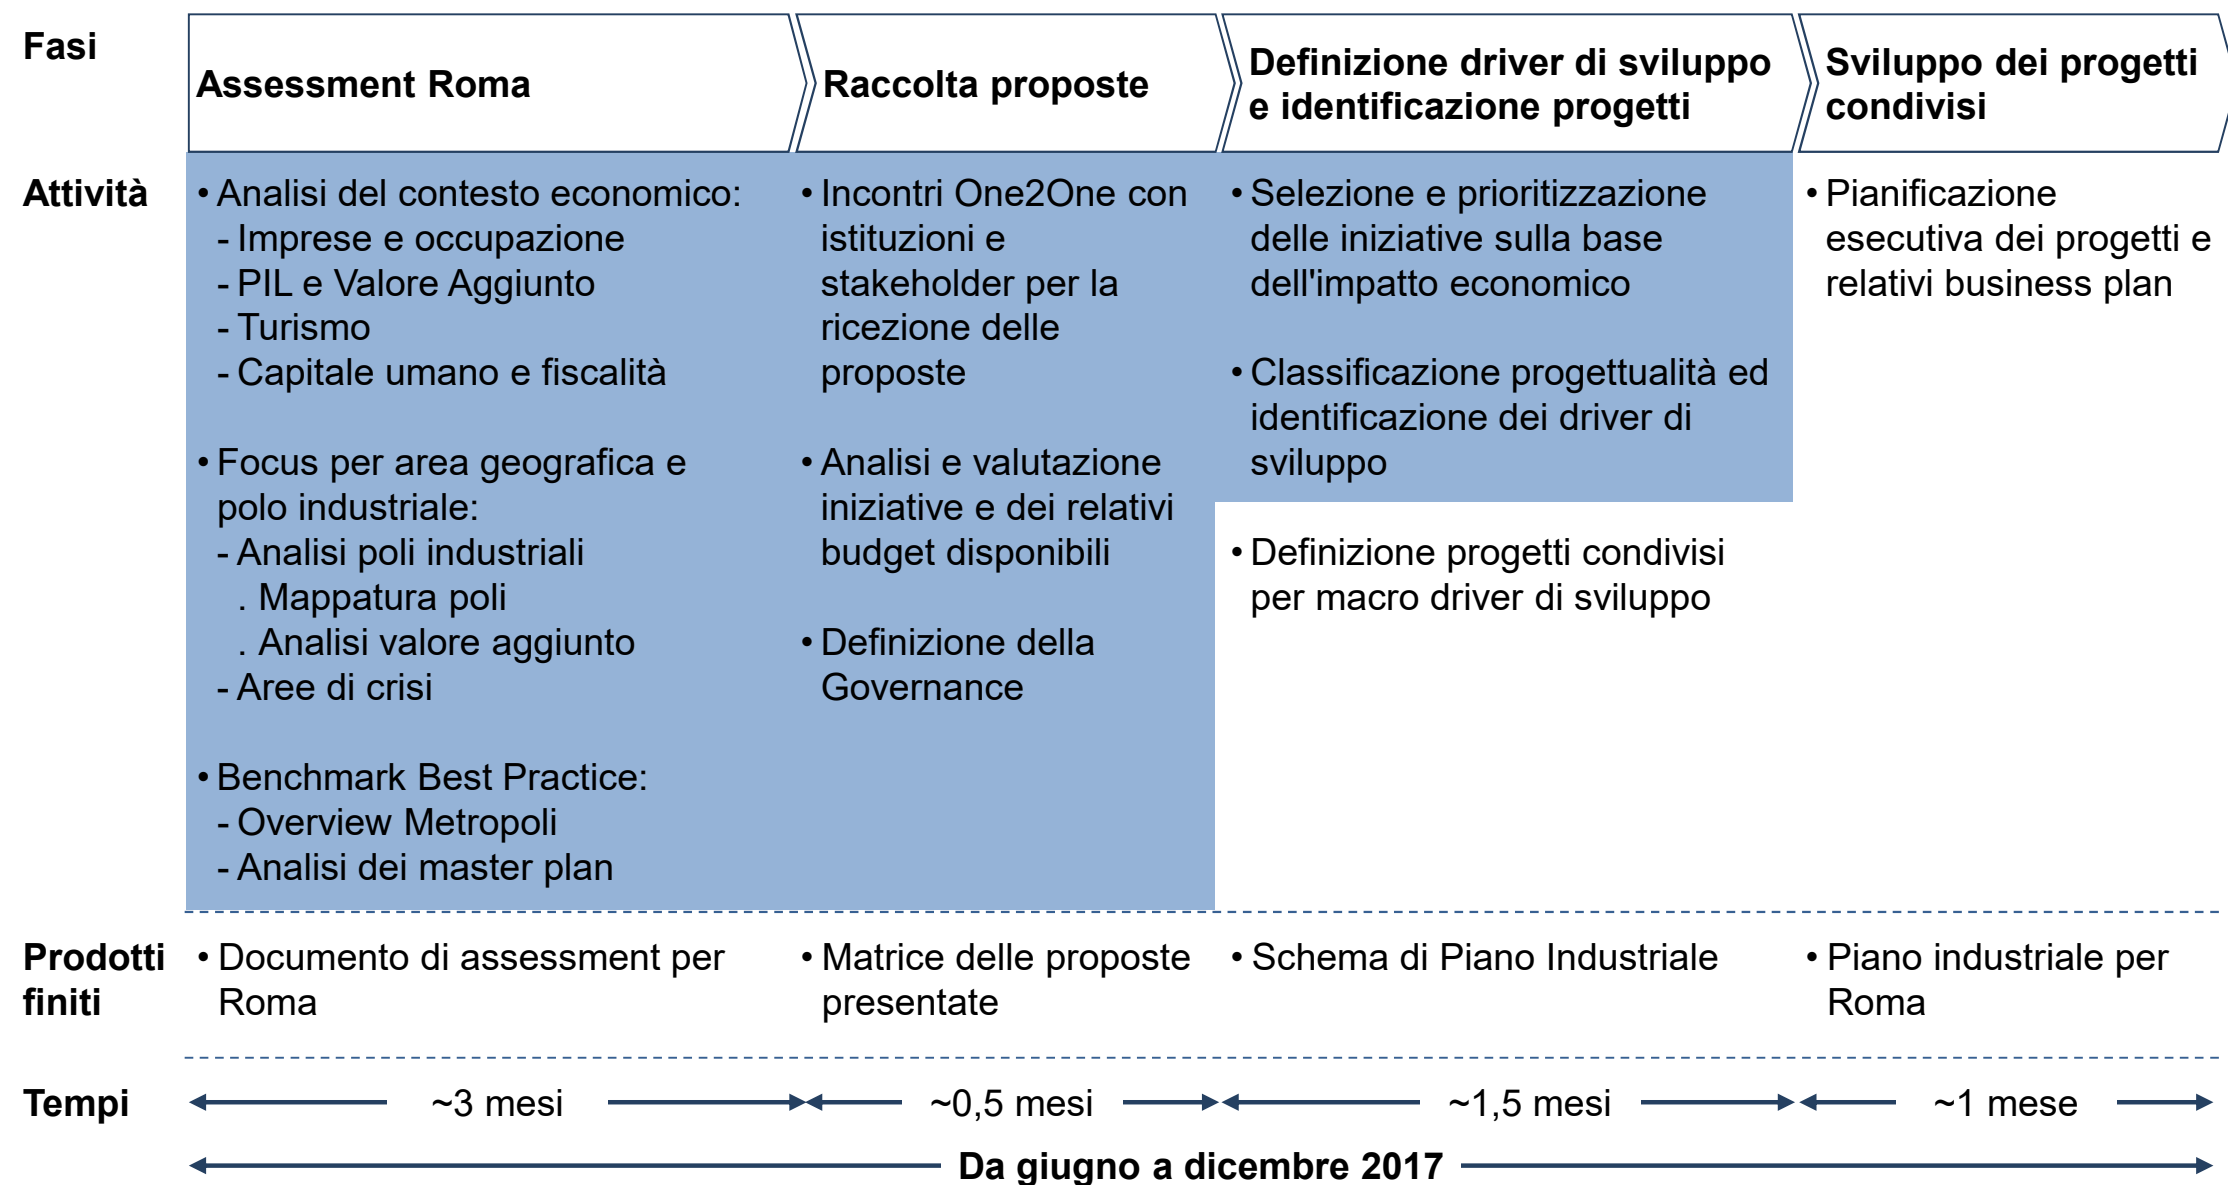 Fasi
Assessment Roma
Raccolta proposte
Definizione driver di sviluppo
e identificazione progetti
Sviluppo dei progetti
condivisi
Attività
• Analisi del contesto economico:
- Imprese e occupazione
- PIL e Valore Aggiunto
- Turismo
- Capitale umano e fiscalità
• Focus per area geografica e
polo industriale:
- Analisi poli industriali
. Mappatura poli
. Analisi valore aggiunto
- Aree di crisi
• Benchmark Best Practice:
- Overview Metropoli
- Analisi dei master plan
• Incontri One2One con
istituzioni e
stakeholder per la
ricezione delle
proposte
• Analisi e valutazione
iniziative e dei relativi
budget disponibili
• Definizione della
Governance
• Selezione e prioritizzazione
delle iniziative sulla base
dell'impatto economico
• Classificazione progettualità ed
identificazione dei driver di
sviluppo
• Definizione progetti condivisi
per macro driver di sviluppo
• Pianificazione
esecutiva dei progetti e
relativi business plan
Prodotti
finiti
• Documento di assessment per
Roma
• Matrice delle proposte
presentate
• Schema di Piano Industriale
• Piano industriale per
Roma
Tempi
~3 mesi
~0,5 mesi
~1,5 mesi
~1 mese
Da giugno a dicembre 2017